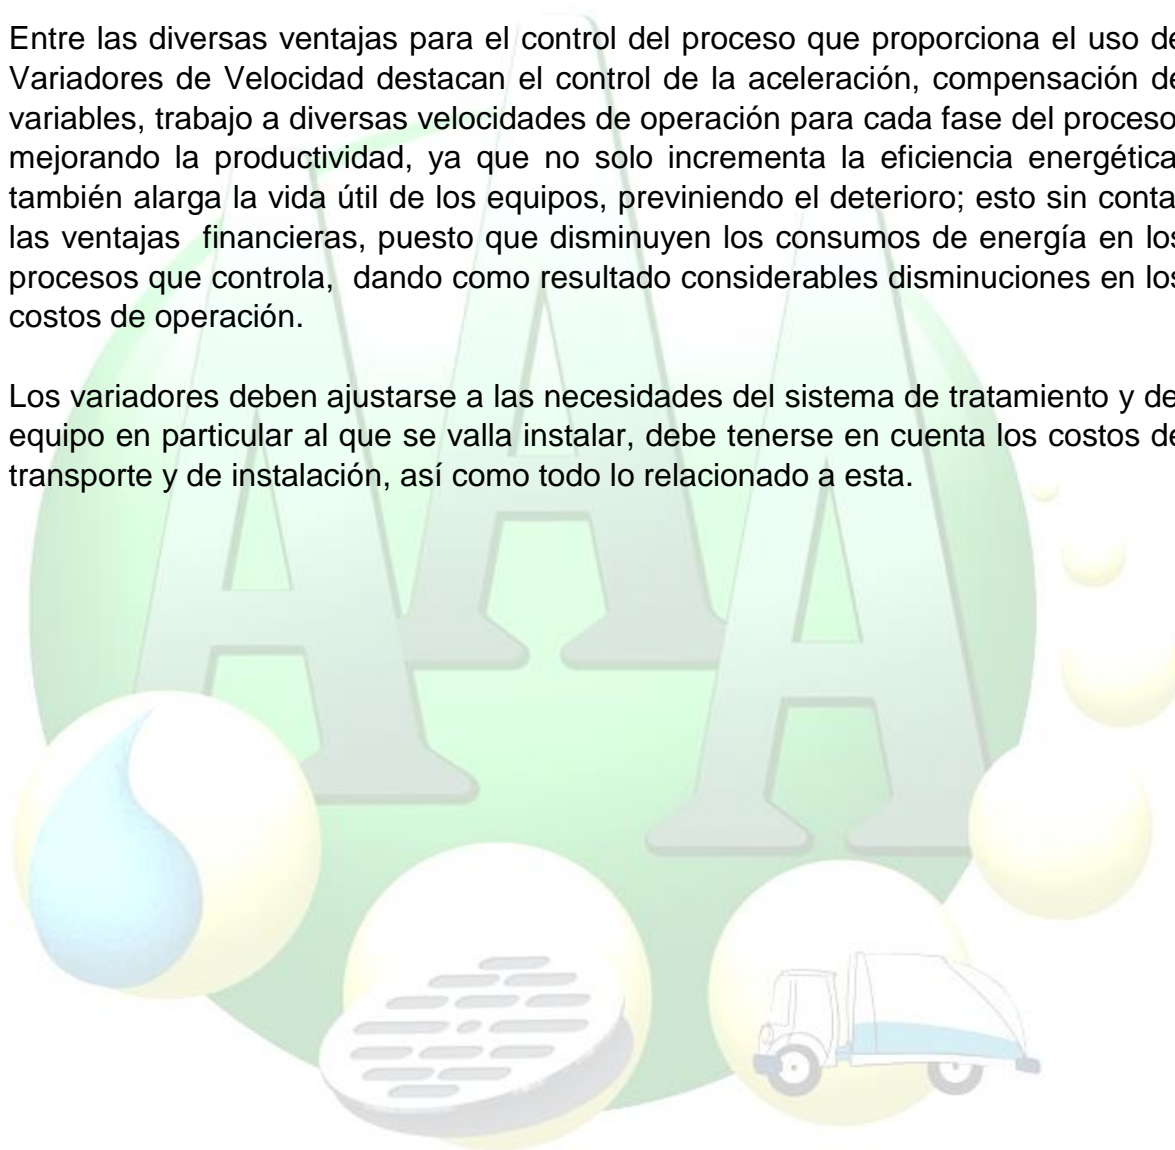 Entre las diversas ventajas para el control del proceso que proporciona el uso de
Variadores de Velocidad destacan el control de la aceleración, compensación de
variables, trabajo a diversas velocidades de operación para cada fase del proceso
mejorando la productividad, ya que no solo incrementa la eficiencia energética
también alarga la vida útil de los equipos, previniendo el deterioro; esto sin conta
las ventajas financieras, puesto que disminuyen los consumos de energía en los
procesos que controla, dando como resultado considerables disminuciones en los
costos de operación.
Los variadores deben ajustarse a las necesidades del sistema de tratamiento y de
equipo en particular al que se valla instalar, debe tenerse en cuenta los costos de
transporte y de instalación, así como todo lo relacionado a esta.
AAA